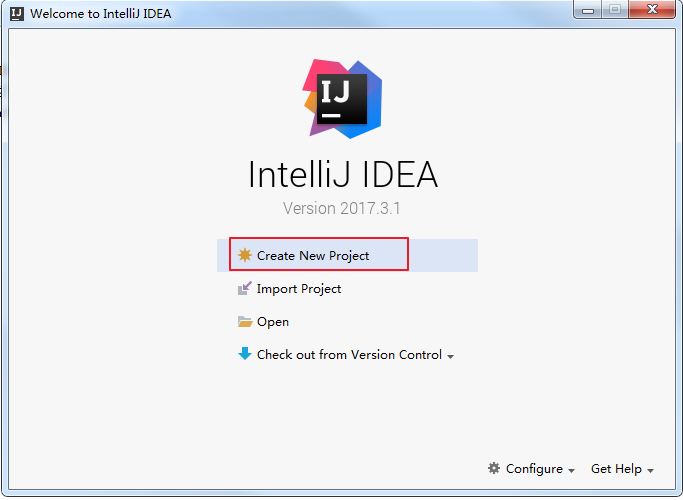 Welcome to IntelliJ IDEA
IJ
IntelliJ IDEA
Version 2017.3.1
Create New Project
Import Project
Open
Check out from Version Control
Configure Get Help